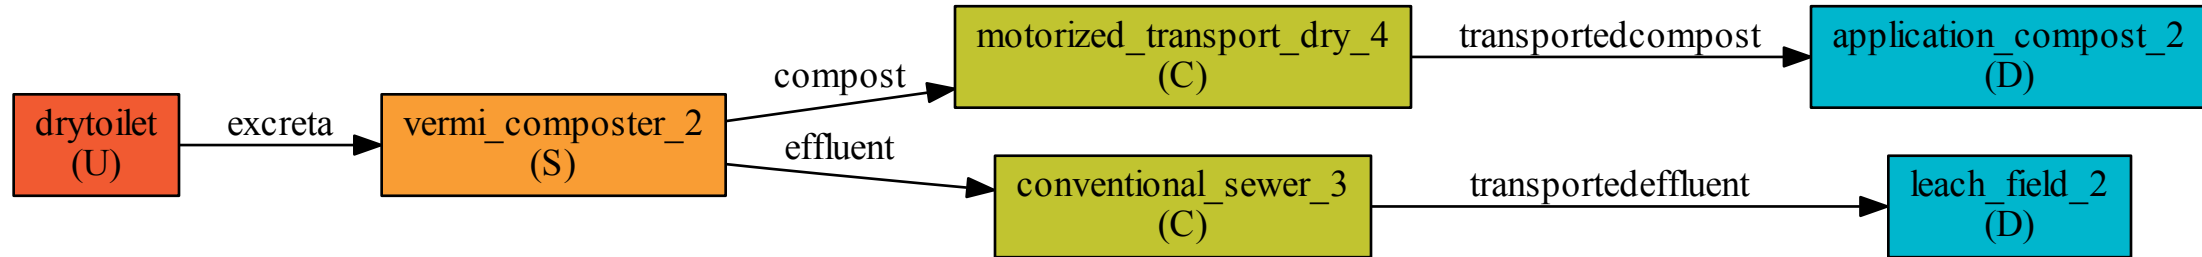 drytoilet
(U)
excreta
vermi_composter_2
(S)
compost
effluent
motorized_transport_dry_4
(C)
transportedcompost
application_compost_2
(D)
conventional_sewer_3
(C)
transportedeffluent
leach_field_2
(D)